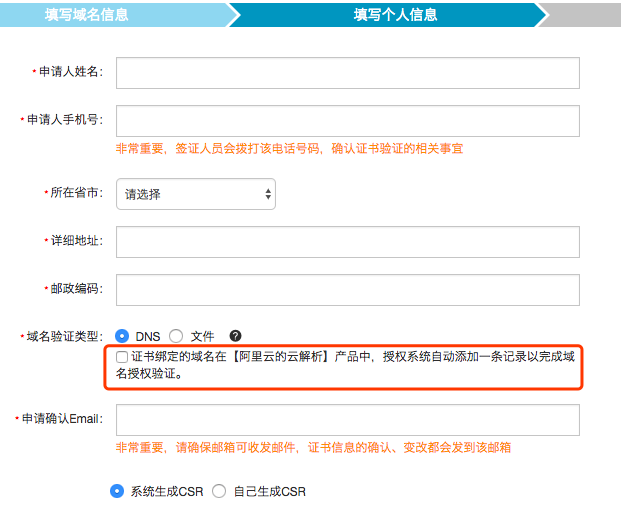 填写域名信息
填写个人信息
*申请人姓名:
*申请人手机号:
非常重要，签证人员会拨打该电话号码，确认证书验证的相关事宜
*所在省市:
请选择
*详细地址:
*邮政编码:
*域名验证类型:
DNS
文件
?
证书绑定的域名在【阿里云的云解析】产品中，授权系统自动添加一条记录以完成域
名授权验证。
*申请确认Email:
非常重要，请确保邮箱可收发邮件，证书信息的确认、变改都会发到该邮箱
系统生成CSR
自己生成CSR